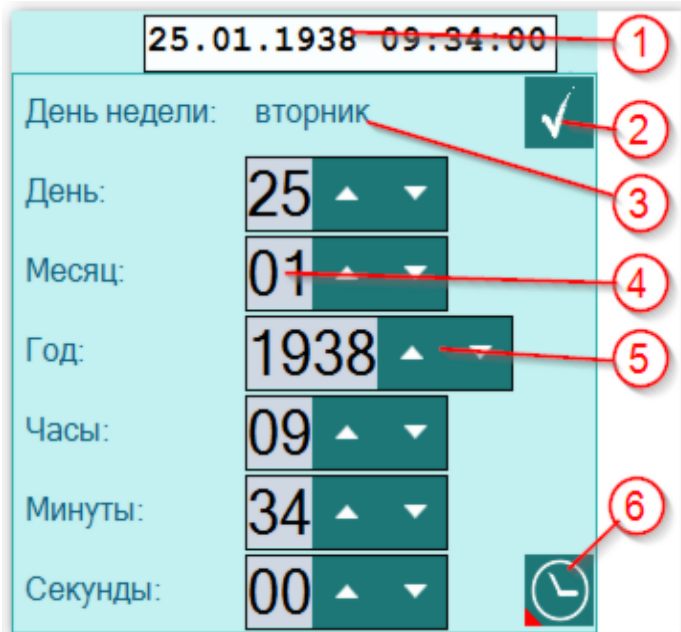 25.01.1938 09:34:00 1
День недели: вторник 2
День: 25 3
Месяц: 01 4
Год: 1938 5
Часы: 09
Минуты: 34 6
Секунды: 00